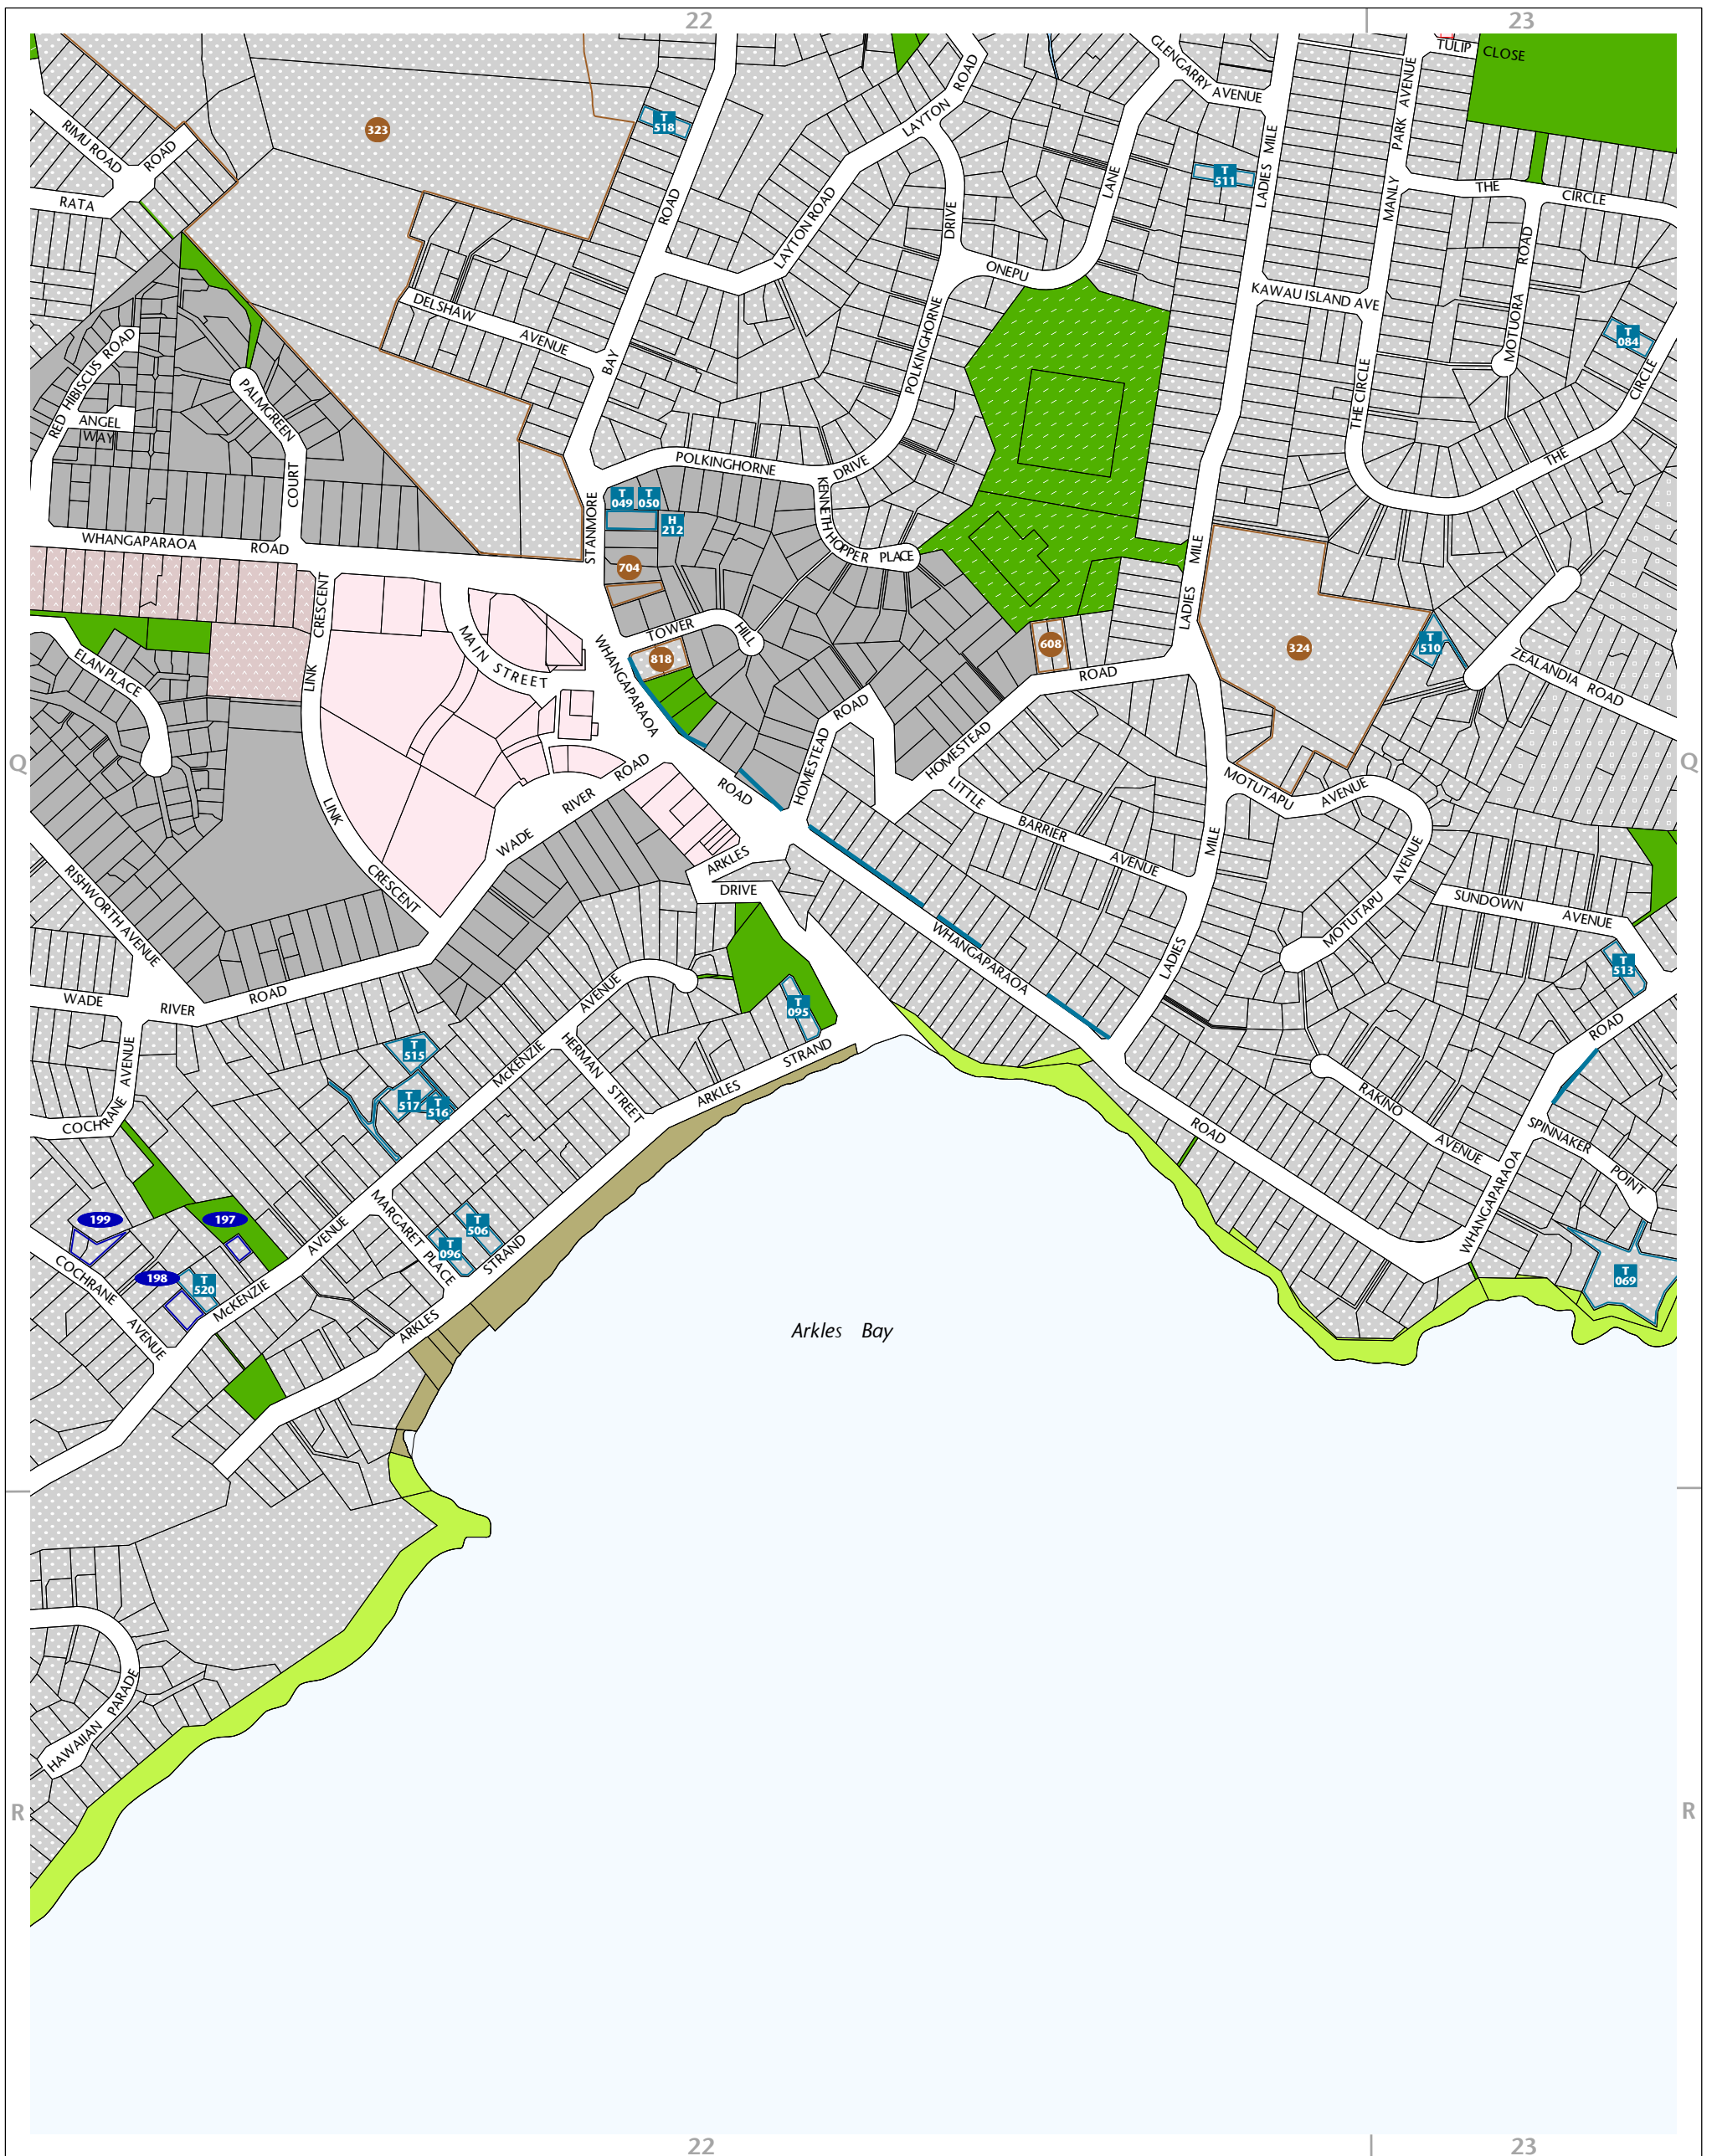 22
23
GLENGARRY AVENUE
TULIP CLOSE
LAYTON ROAD
PARK AVENUE
323
T 518
RIMU ROAD
ROAD
RATA
T 511
LADIES MILE
LANE
MANLY
THE CIRCLE
ROAD
LAYTON ROAD
DRIVE
ONEPU
MOTUORA ROAD
KAWAU ISLAND AVE
DELSHAW AVENUE
T 084
RED HIBISCUS ROAD
BAY
POLKINGHORNE
THE CIRCLE
CIRCLE
PALMGREEN
ANGEL WAY
COURT
POLKINGHORNE DRIVE
THE
STANMORE
T 049
T 050
H 212
KENNETH HOPPER PLACE
WHANGAPARAOA ROAD
704
MILE
LADIES
CRESCENT
TOWER HILL
608
324
T 510
MAIN STREET
818
ELAN PLACE
LINK
WHANGAPARAOA
ROAD
ZEALANDIA ROAD
Q
Q
HOMESTEAD ROAD
HOMESTEAD
RIVER ROAD
ROAD
LITTLE BARRIER AVENUE
MOTUTAPU AVENUE
LINK
WADE
MILE
ARKLES DRIVE
CRESCENT
RISHWORTH AVENUE
MOTUTAPU AVENUE
SUNDOWN AVENUE
WHANGAPARAOA
LADIES
T 513
WADE RIVER ROAD
AVENUE
T 095
ROAD
T 515
McKENZIE
HERMAN STREET
ARKLES STRAND
T 517
T 516
COCHRANE AVENUE
RAKINO AVENUE
ROAD
SPINNAKER POINT
199
197
MARGARET PLACE
T 506
T 096
STRAND
AVENUE
WHANGAPARAOA
COCHRANE AVENUE
198
T 520
McKENZIE
ARKLES
T 069
Arkles Bay
HAWAIIAN PARADE
R
R
22
23